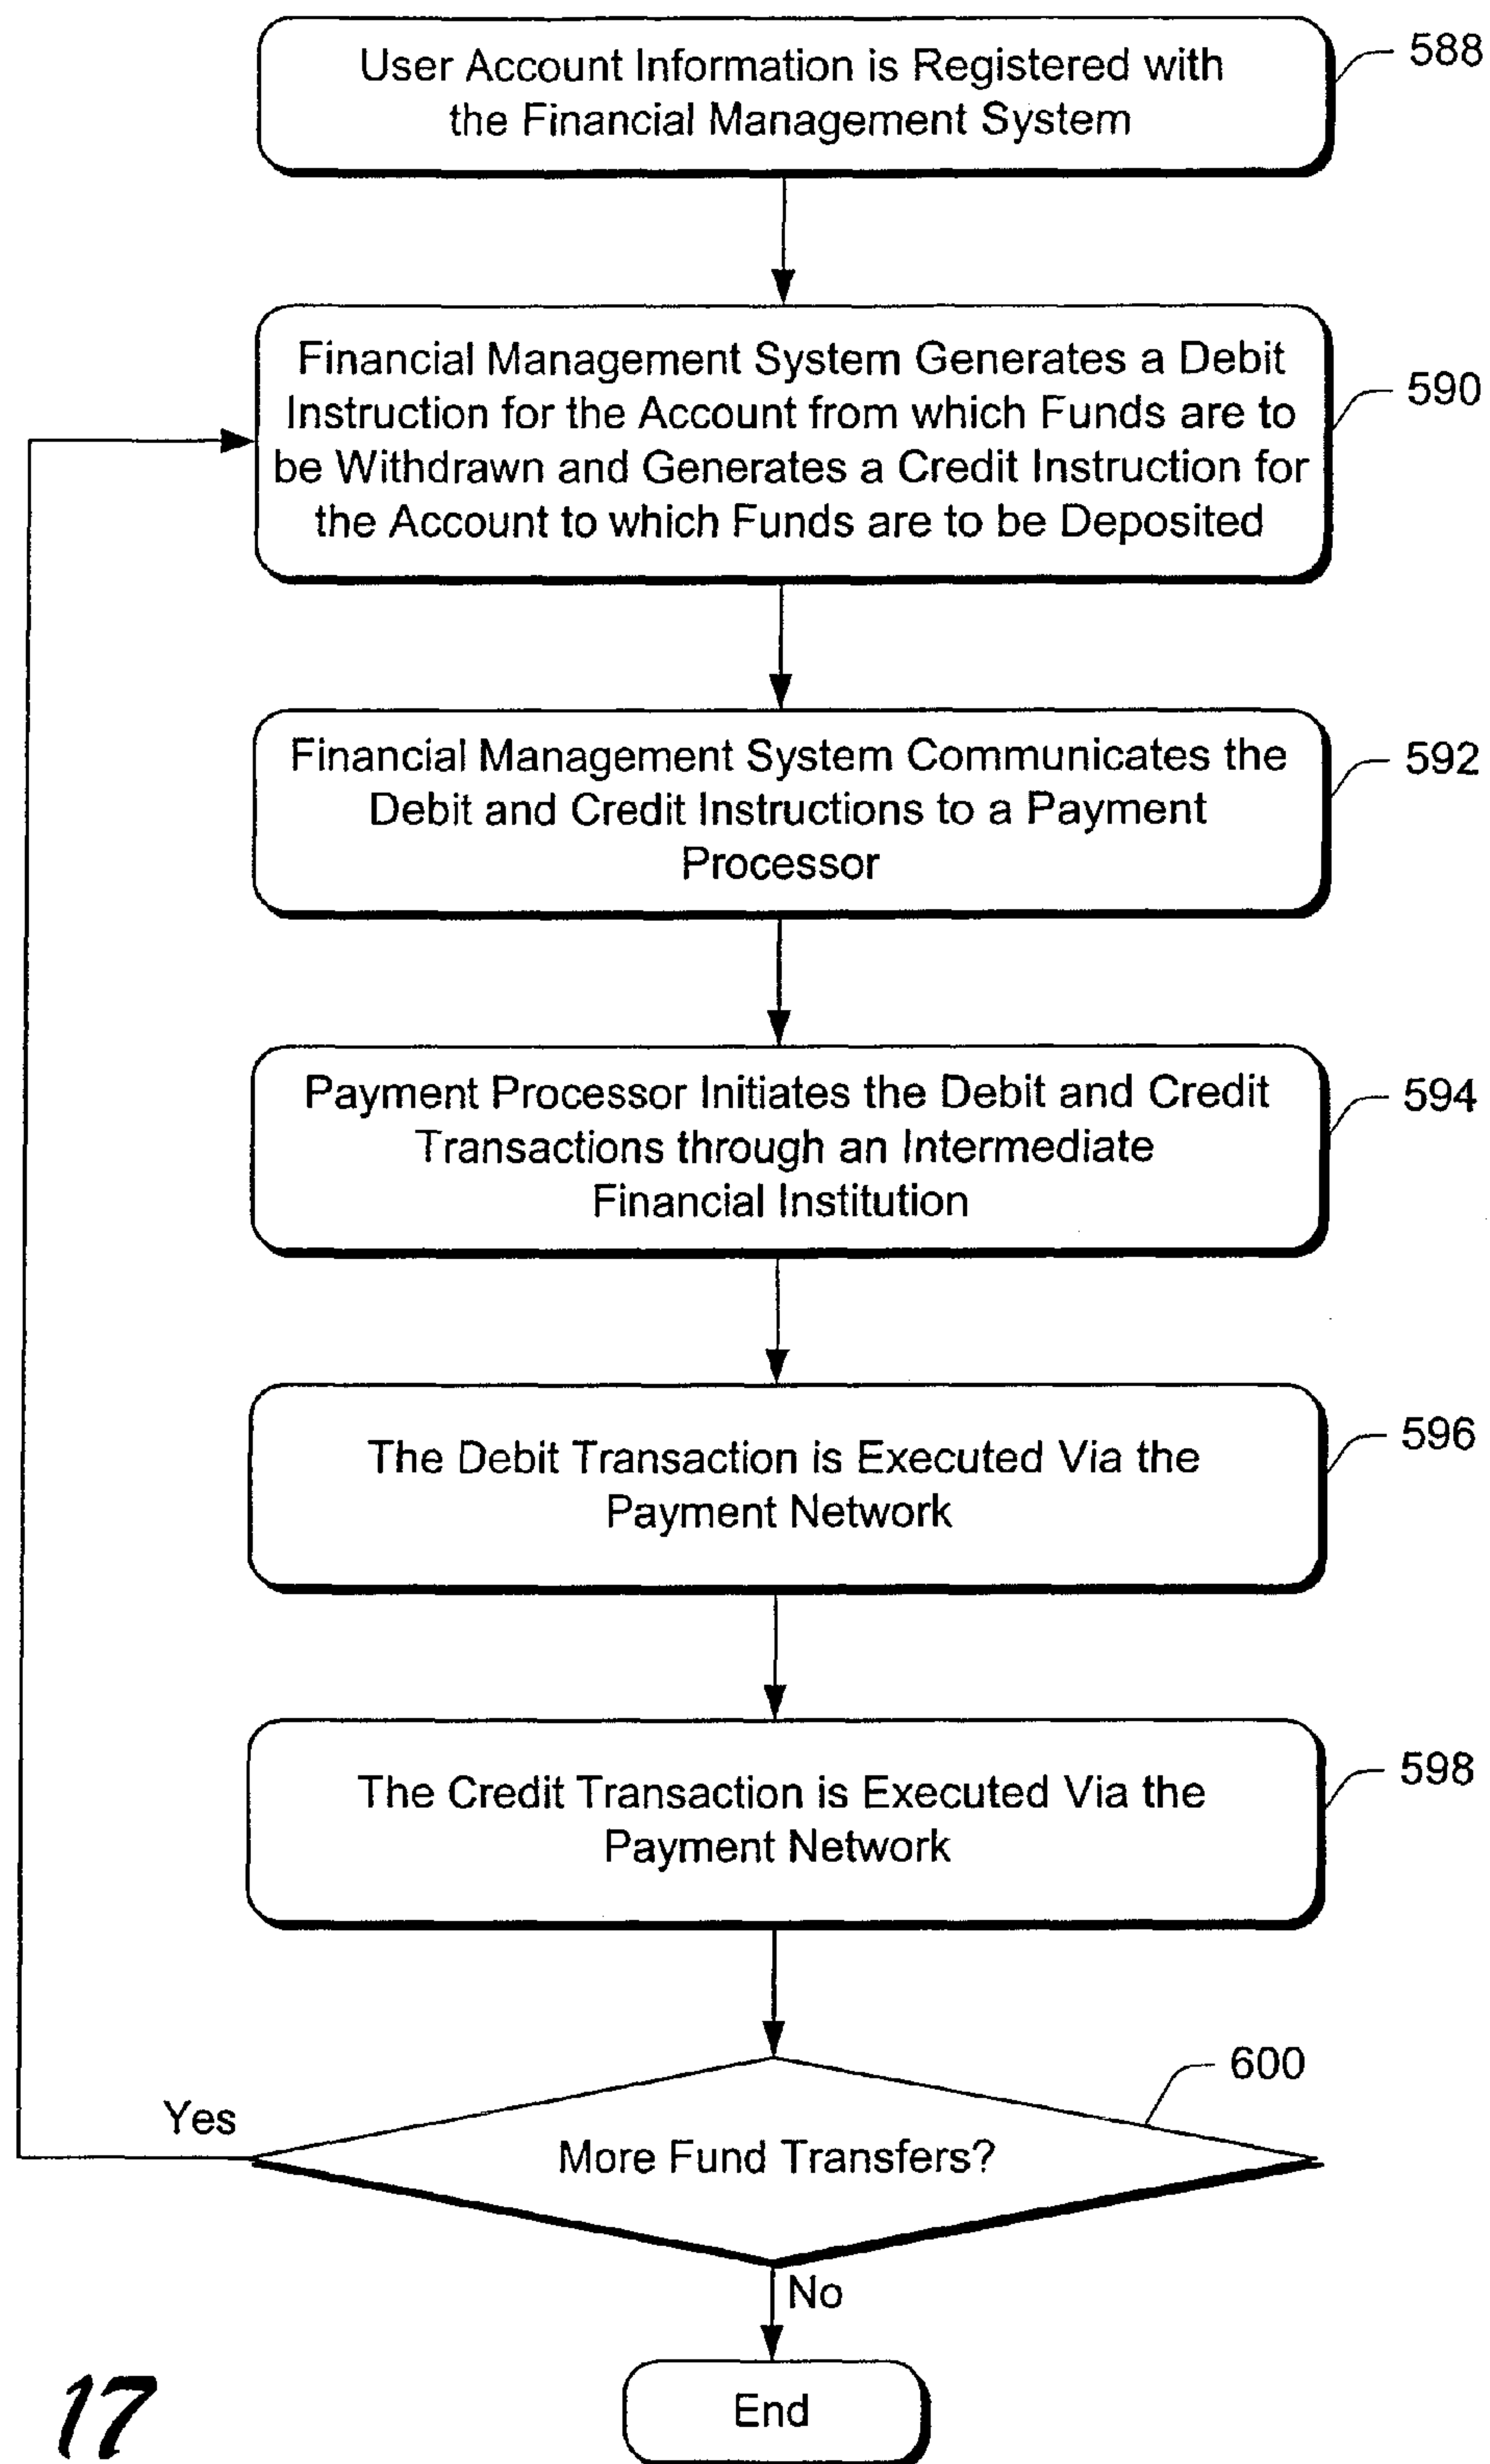 User Account Information is Registered with
the Financial Management System
588
Financial Management System Generates a Debit
Instruction for the Account from which Funds are to
be Withdrawn and Generates a Credit Instruction for
the Account to which Funds are to be Deposited
590
Financial Management System Communicates the
Debit and Credit Instructions to a Payment
Processor
592
Payment Processor Initiates the Debit and Credit
Transactions through an Intermediate
Financial Institution
594
The Debit Transaction is Executed Via the
Payment Network
596
The Credit Transaction is Executed Via the
Payment Network
598
600
Yes
More Fund Transfers?
No
End
17